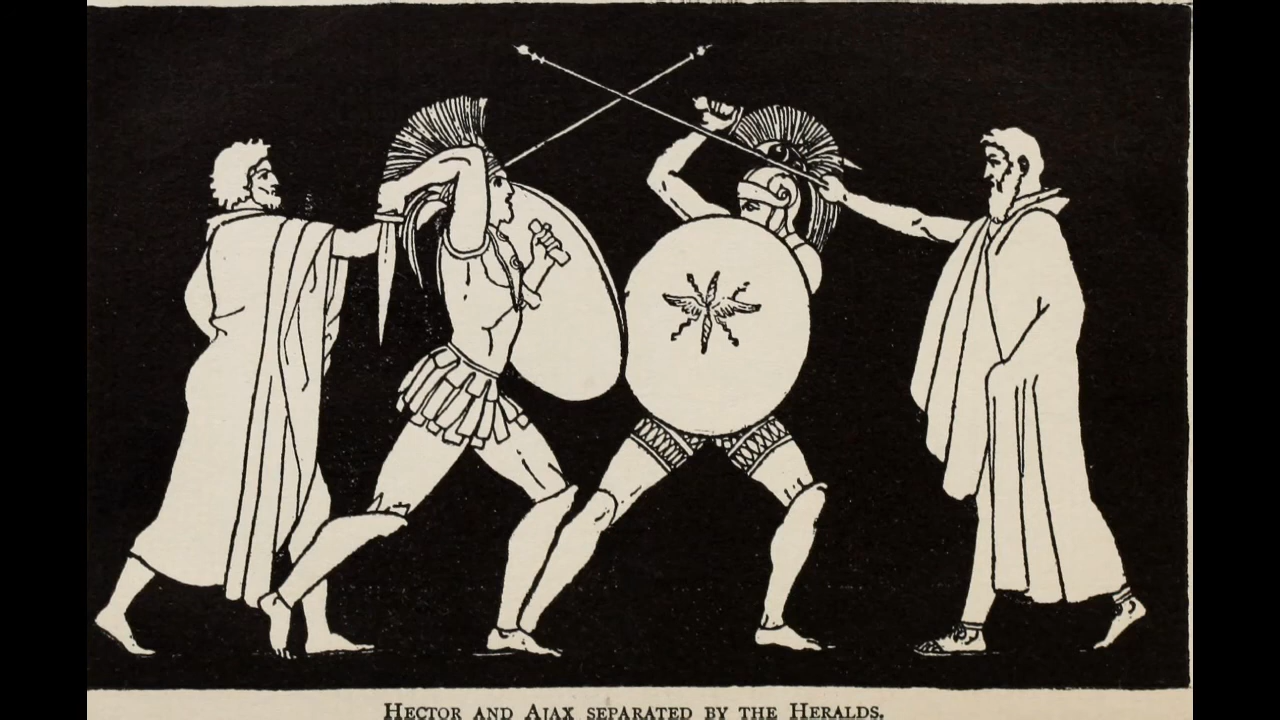 HECTOR AND AJAX SEPARATED BY THE HERALDS.